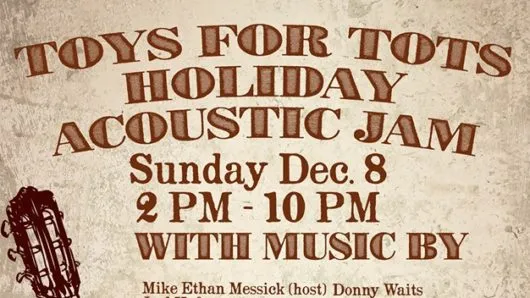 TOYS FOR TOTS
HOLIDAY
ACOUSTIC JAM
Sunday Dec. 8
2 PM - 10 PM
WITH MUSIC BY
Mike Ethan Messick (host) Donny Waits